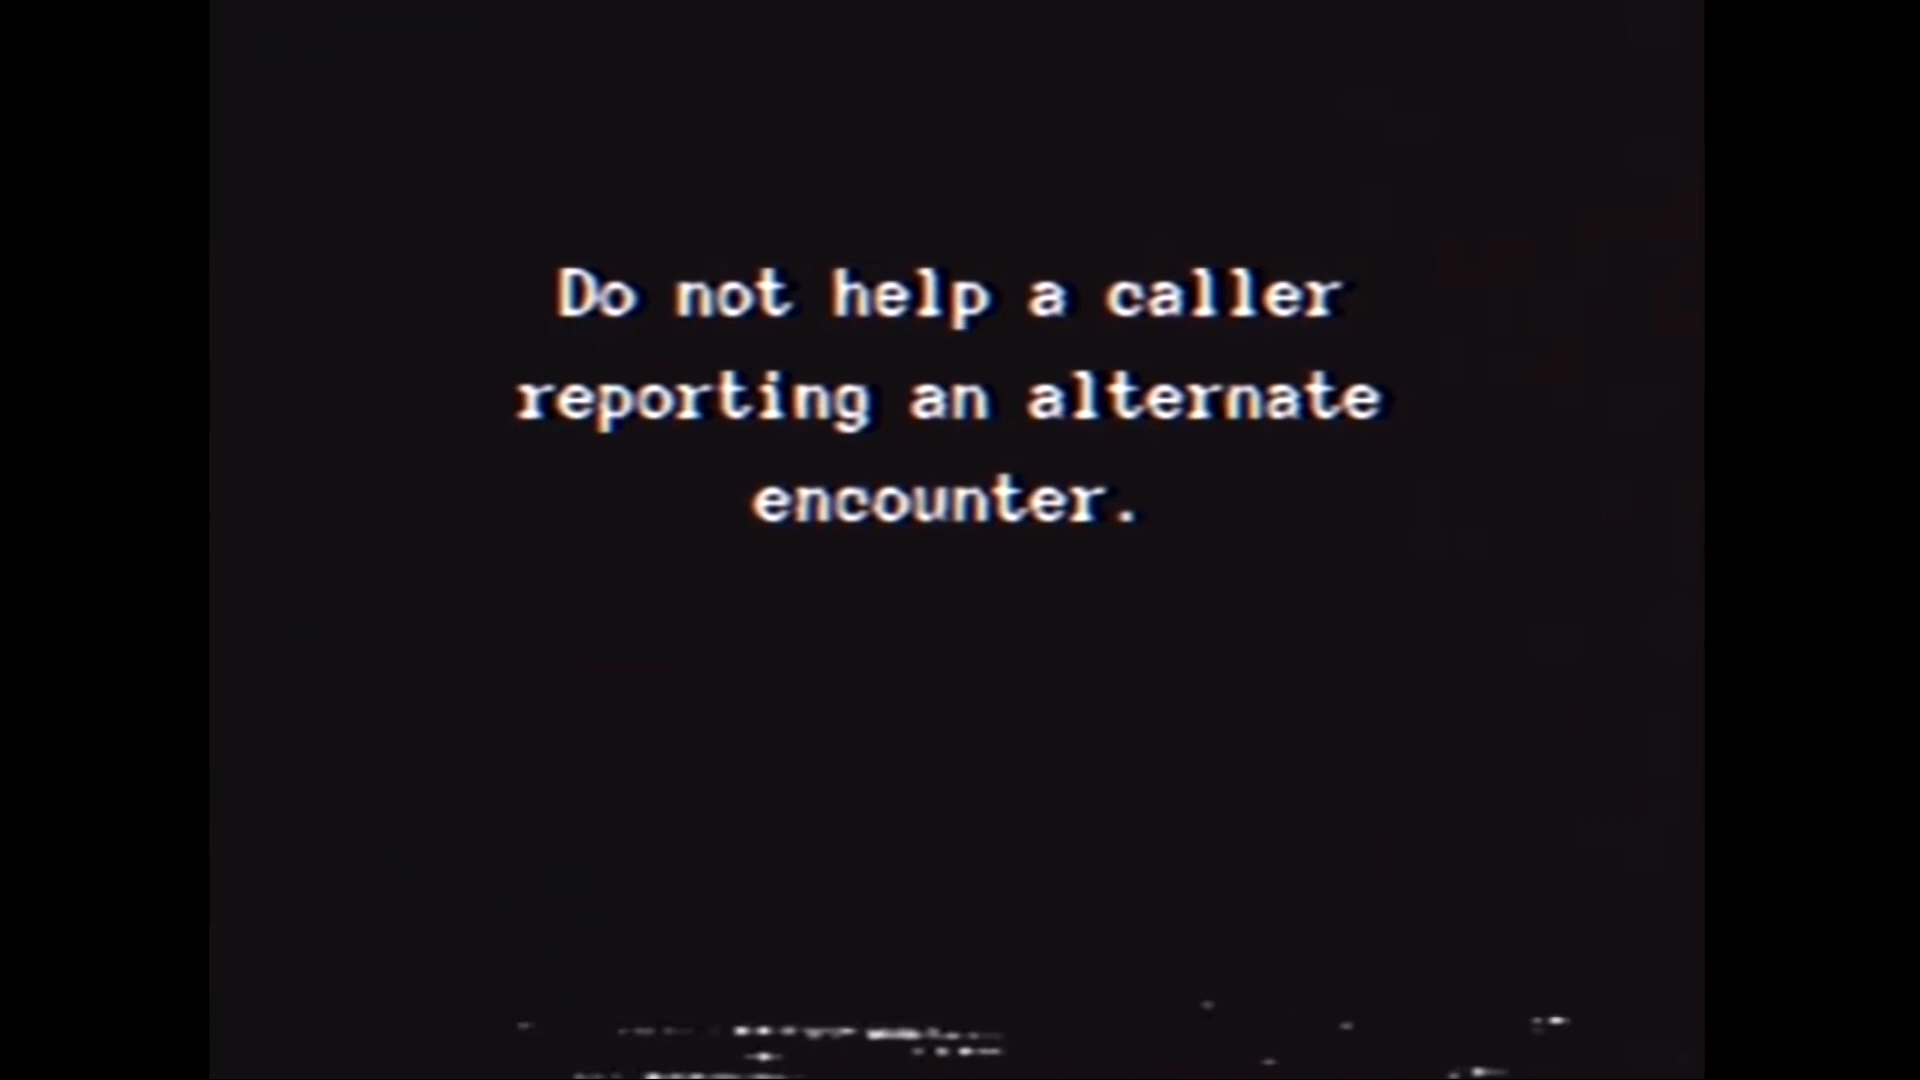 Do not help a caller
reporting an alternate
encounter.